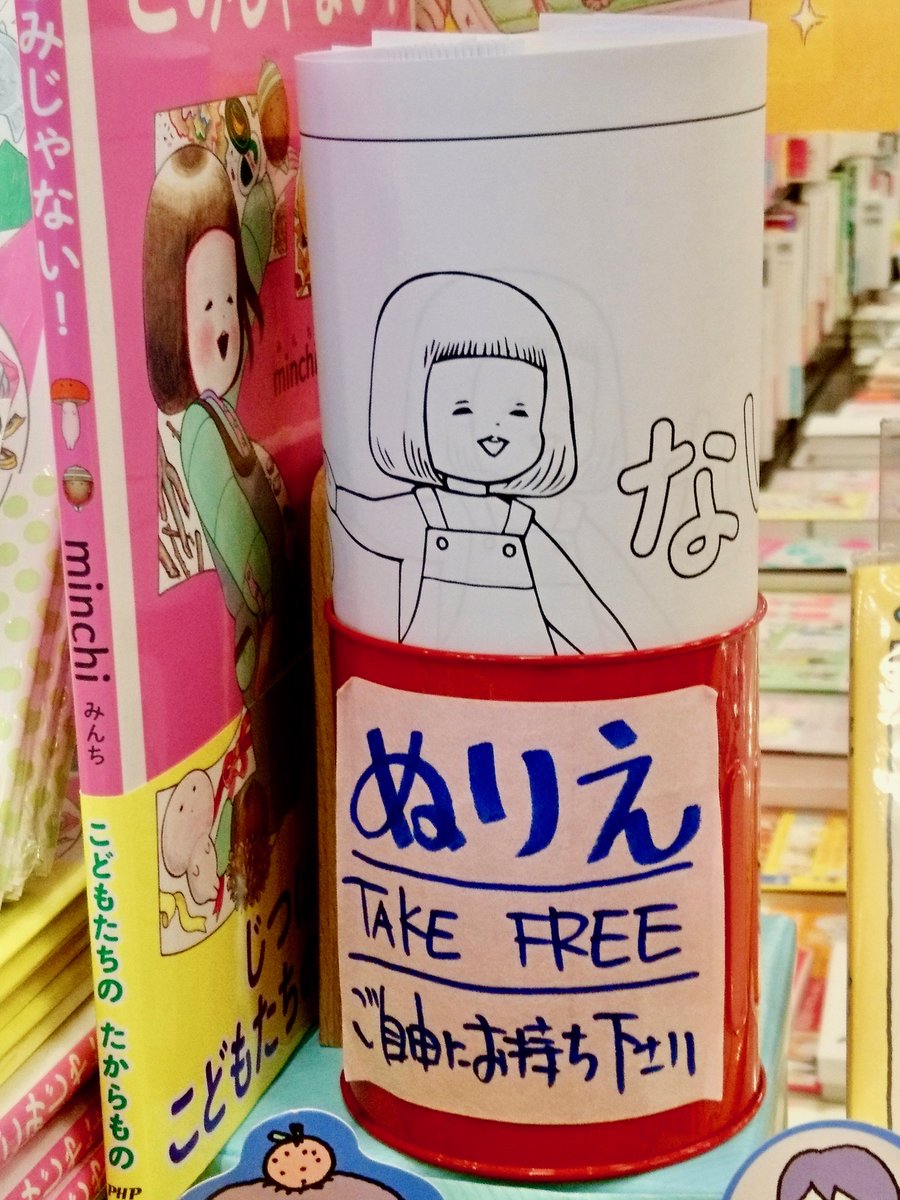 みじゃない!
minchi
みんち
こどもたちの たからもの
PHP
minchi
じつ
こどもたち
な
ぬりえ
TAKE FREE
ご自由にお持ち下さい